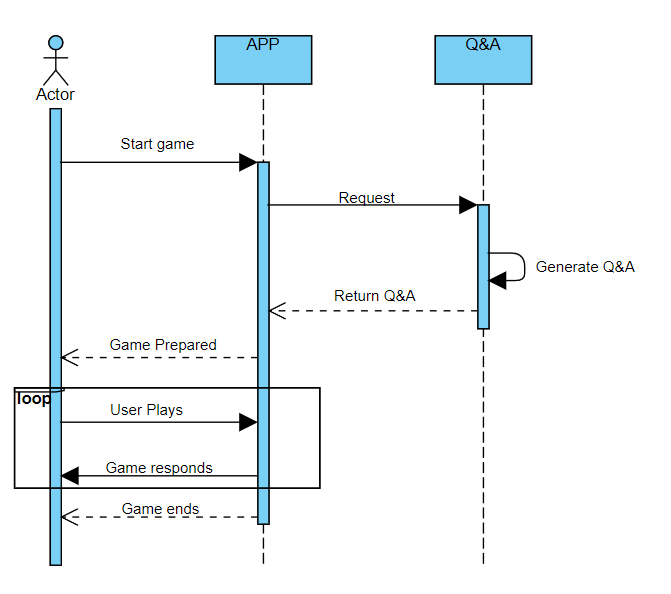 APP
Q&A
Actor
Start game
Request
Generate Q&A
Return Q&A
Game Prepared
loop
User Plays
Game responds
Game ends